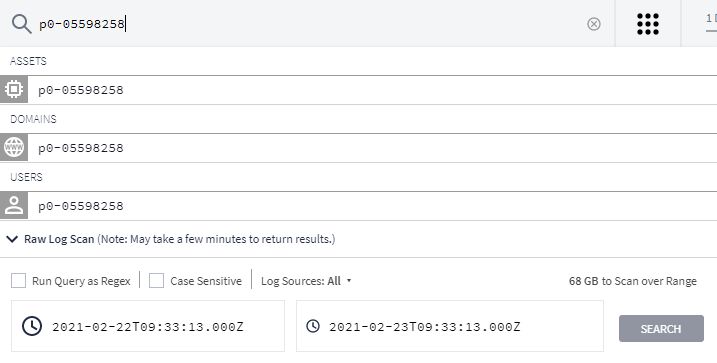 p0-05598258
1
ASSETS
p0-05598258
DOMAINS
p0-05598258
USERS
p0-05598258
Raw Log Scan (Note: May take a few minutes to return results.)
Run Query as Regex Case Sensitive Log Sources: All 68 GB to Scan over Range
2021-02-22T09:33:13.000Z 2021-02-23T09:33:13.000Z SEARCH